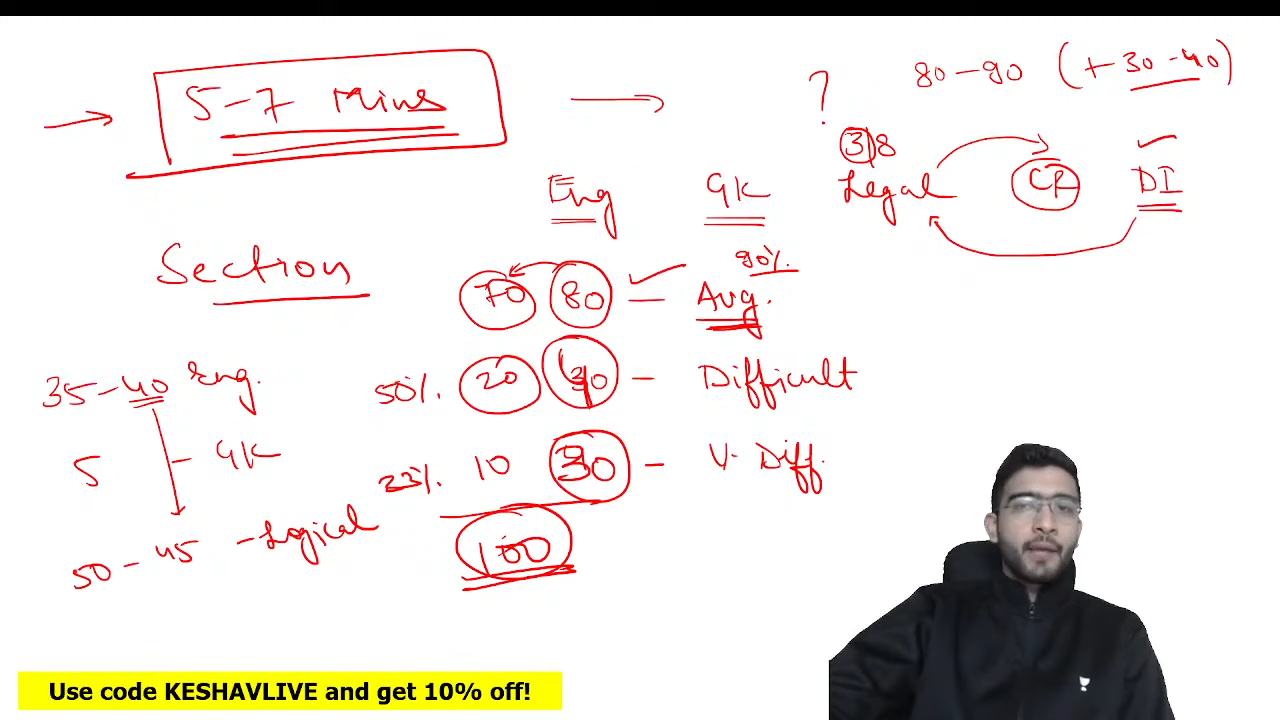 → 5-7 Mins →
?
80-90 (+30-40)
38
Legal CR DI
Eng GK
Section
90%.
70 80 — Avg.
35-40 Eng.
50%. 20 — Difficult
5 - GK
10 30 — V. Diff.
50-45 - Logical
100
Use code KESHAVLIVE and get 10% off!